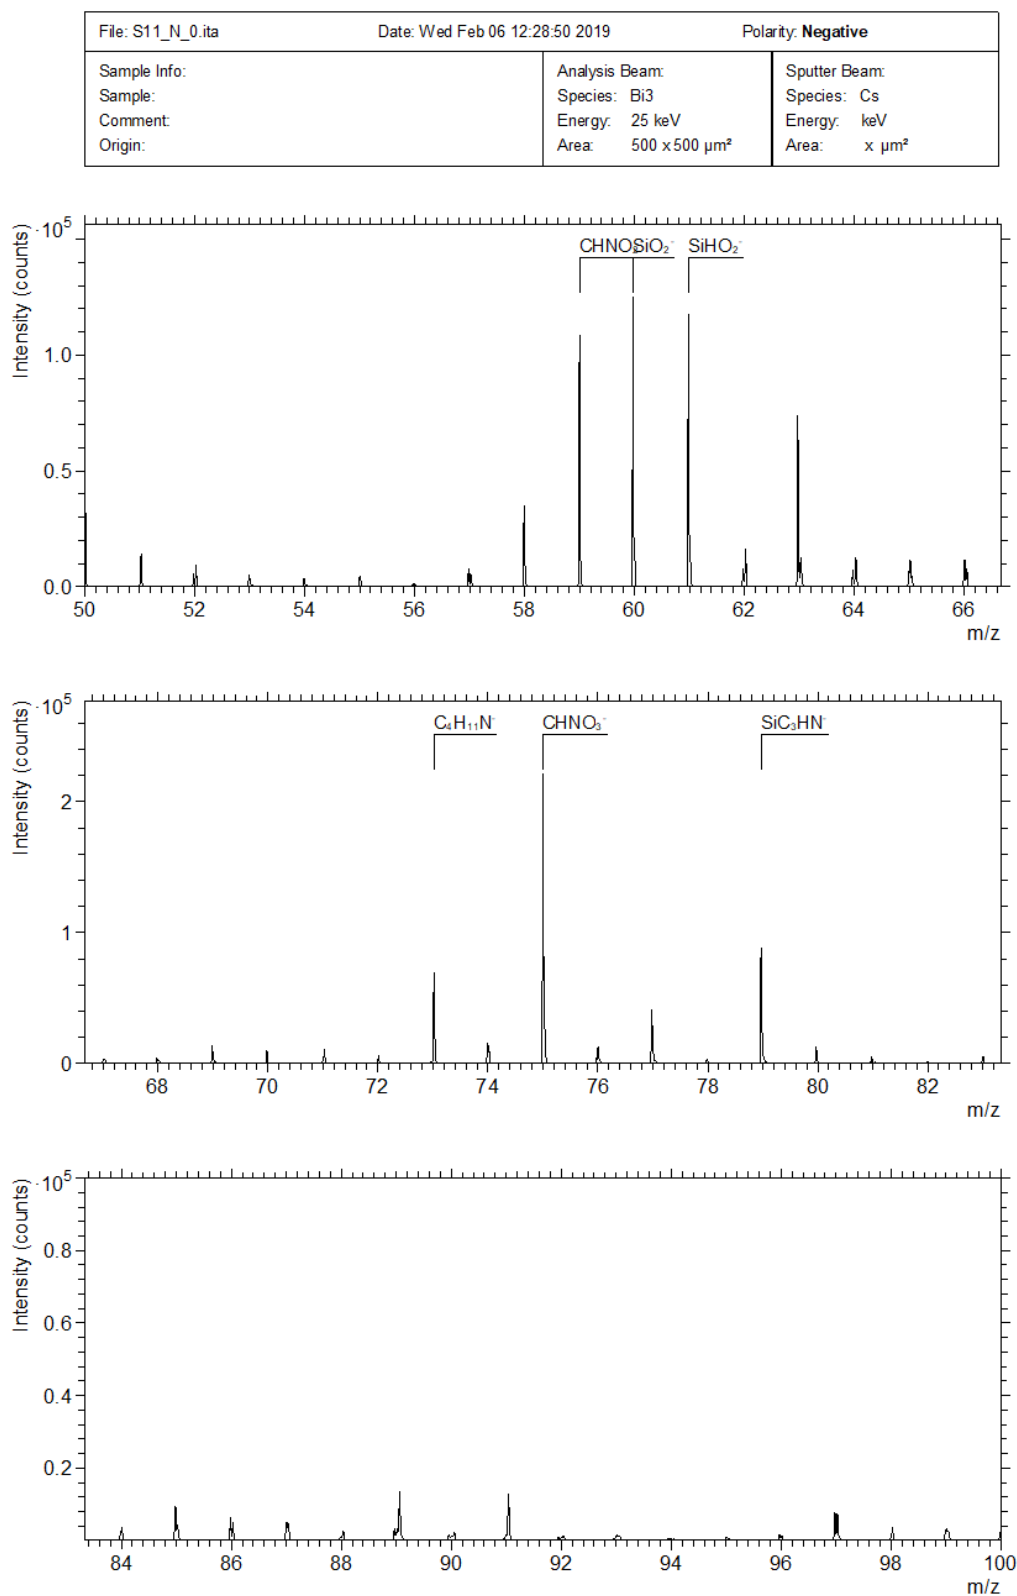 File: S11_N_0.ita Date: Wed Feb 06 12:28:50 2019 Polarity: Negative
Sample Info:
Sample:
Comment:
Origin:
Analysis Beam:
Species: Bi3
Energy: 25 keV
Area: 500 x 500 µm²
Sputter Beam:
Species: Cs
Energy: keV
Area: x µm²
·10⁵
Intensity (counts)
CHNO₂⁻ SiO₂⁻ SiHO₂⁻
1.0
0.5
0.0
50 52 54 56 58 60 62 64 66
m/z
·10⁵
Intensity (counts)
C₄H₁₁N⁻ CHNO₃⁻ SiC₃HN⁻
2
1
0
68 70 72 74 76 78 80 82
m/z
·10⁵
Intensity (counts)
0.8
0.6
0.4
0.2
84 86 88 90 92 94 96 98 100
m/z